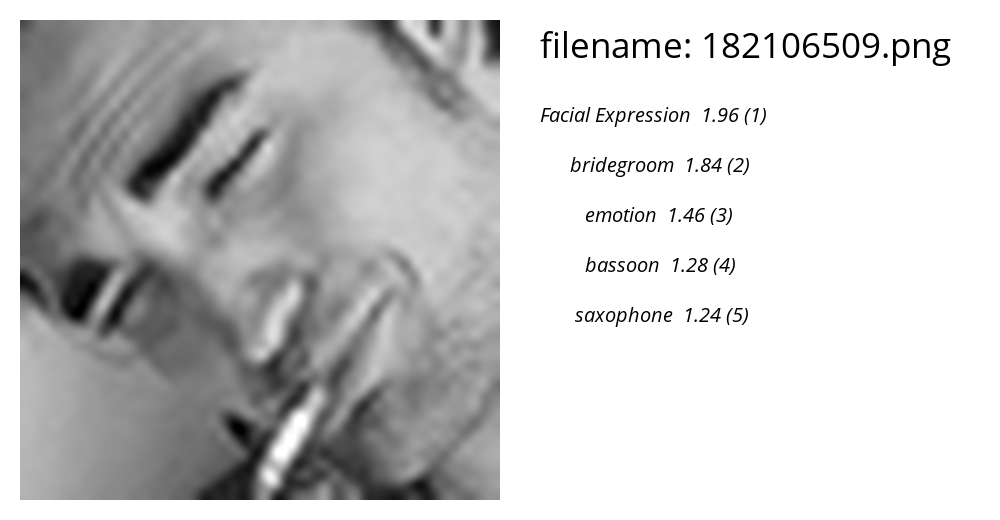 filename: 182106509.png
Facial Expression 1.96 (1)
bridegroom 1.84 (2)
emotion 1.46 (3)
bassoon 1.28 (4)
saxophone 1.24 (5)